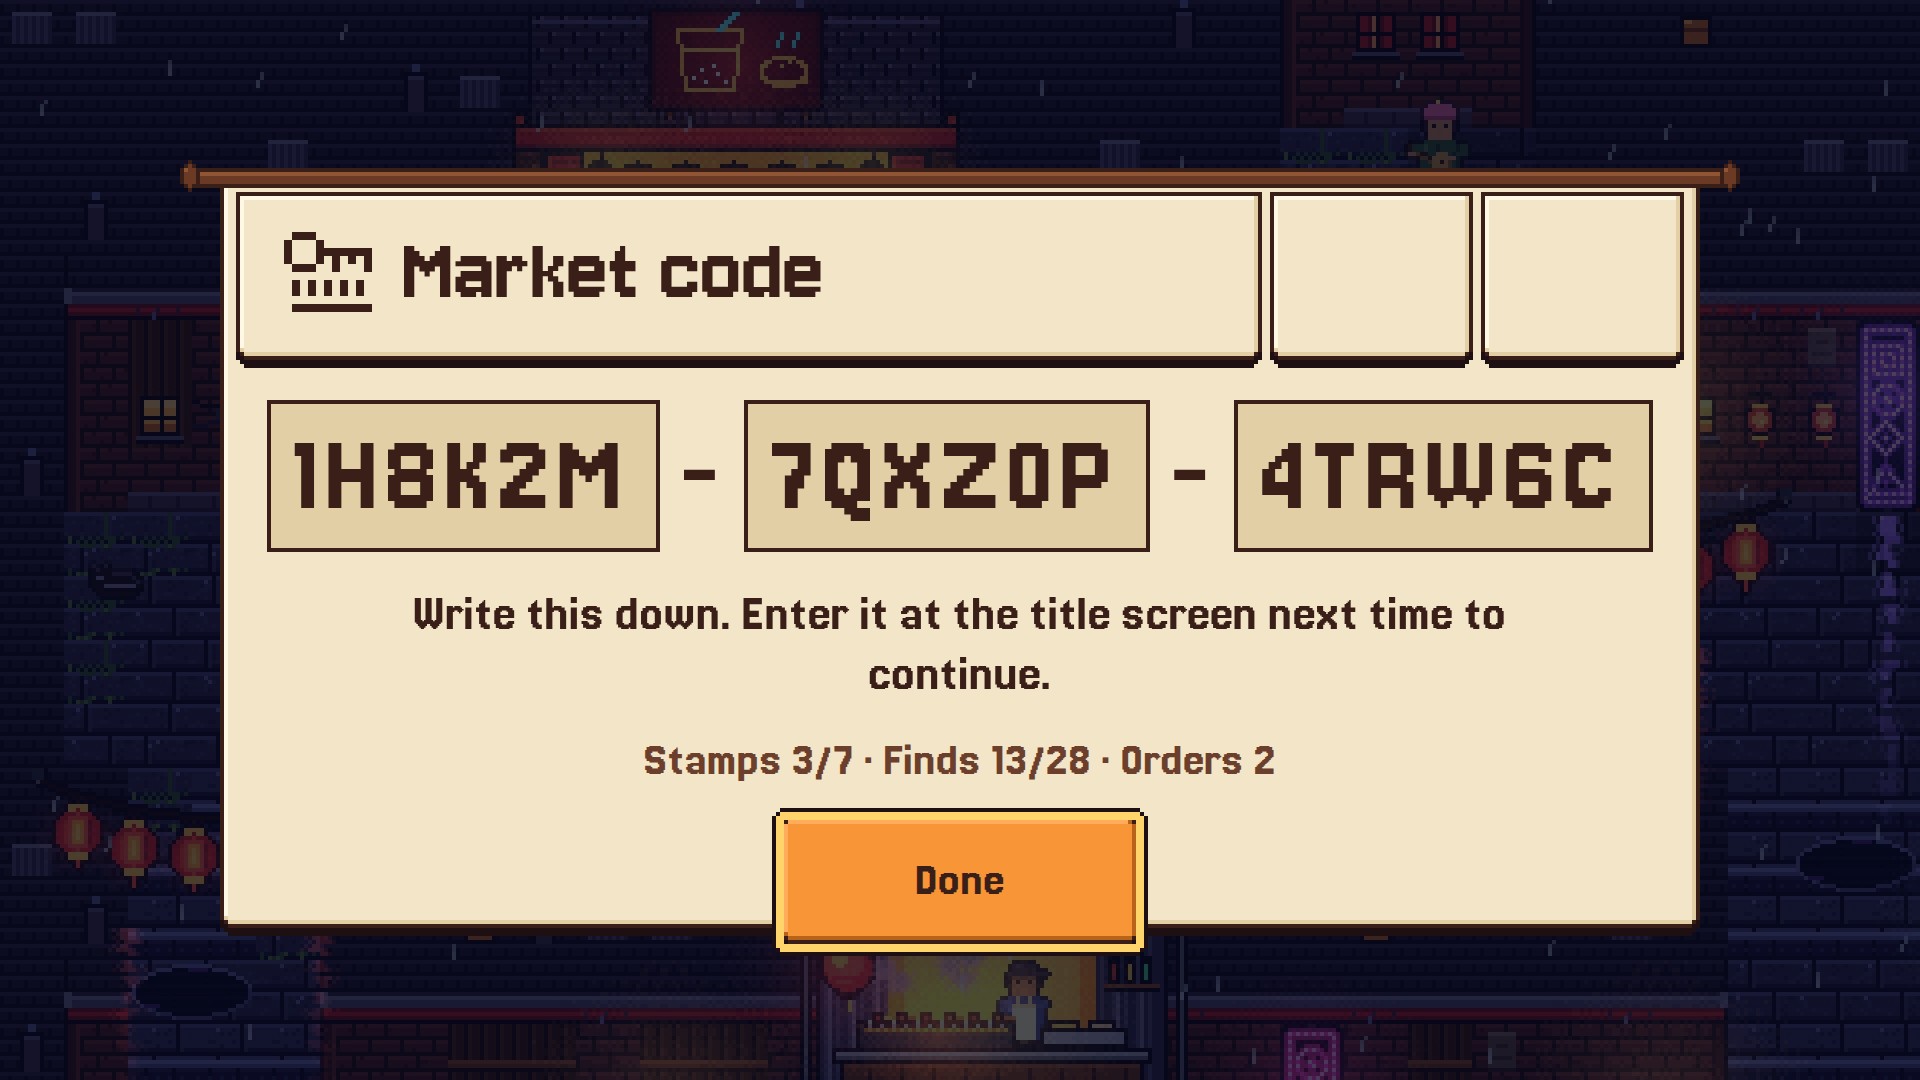 Market code
1H8K2M - 7QXZ0P - 4TRW6C
Write this down. Enter it at the title screen next time to
continue.
Stamps 3/7 · Finds 13/28 · Orders 2
Done